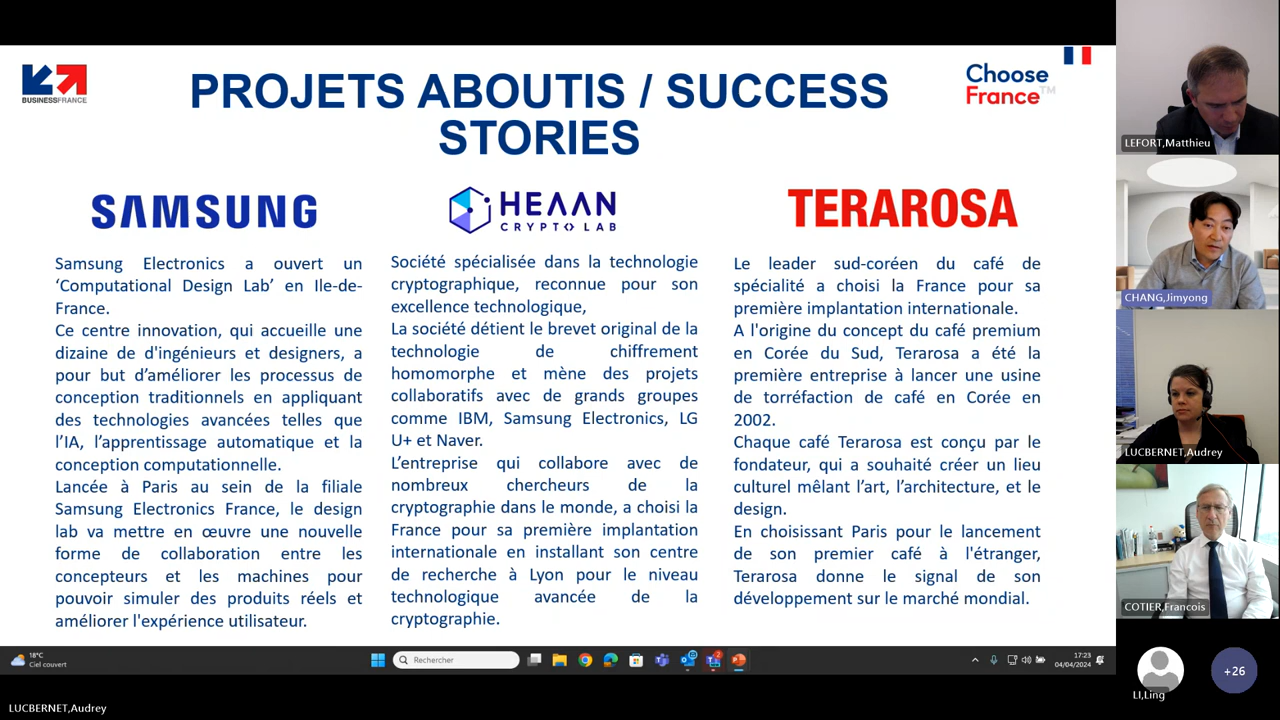 BUSINESSFRANCE
PROJETS ABOUTIS / SUCCESS
STORIES
Choose
France™
SAMSUNG
Samsung Electronics a ouvert un
‘Computational Design Lab’ en Ile-de-
France.
Ce centre innovation, qui accueille une
dizaine de d'ingénieurs et designers, a
pour but d’améliorer les processus de
conception traditionnels en appliquant
des technologies avancées telles que
l’IA, l’apprentissage automatique et la
conception computationnelle.
Lancée à Paris au sein de la filiale
Samsung Electronics France, le design
lab va mettre en œuvre une nouvelle
forme de collaboration entre les
concepteurs et les machines pour
pouvoir simuler des produits réels et
améliorer l'expérience utilisateur.
HEAAN
CRYPTO LAB
Société spécialisée dans la technologie
cryptographique, reconnue pour son
excellence technologique,
La société détient le brevet original de la
technologie de chiffrement
homomorphe et mène des projets
collaboratifs avec de grands groupes
comme IBM, Samsung Electronics, LG
U+ et Naver.
L’entreprise qui collabore avec de
nombreux chercheurs de la
cryptographie dans le monde, a choisi la
France pour sa première implantation
internationale en installant son centre
de recherche à Lyon pour le niveau
technologique avancée de la
cryptographie.
TERAROSA
Le leader sud-coréen du café de
spécialité a choisi la France pour sa
première implantation internationale.
A l'origine du concept du café premium
en Corée du Sud, Terarosa a été la
première entreprise à lancer une usine
de torréfaction de café en Corée en
2002.
Chaque café Terarosa est conçu par le
fondateur, qui a souhaité créer un lieu
culturel mêlant l’art, l’architecture, et le
design.
En choisissant Paris pour le lancement
de son premier café à l'étranger,
Terarosa donne le signal de son
développement sur le marché mondial.
18°C
Ciel couvert
Rechercher
17:23
04/04/2024
LUCBERNET,Audrey
LEFORT,Matthieu
CHANG,Jimyong
LUCBERNET,Audrey
COTIER,Francois
LI,Ling
+26